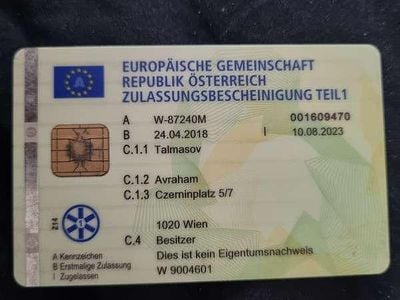 EUROPÄISCHE GEMEINSCHAFT
REPUBLIK ÖSTERREICH
ZULASSUNGSBESCHEINIGUNG TEIL1
A
A W-87240M 001609470
B 24.04.2018 I 10.08.2023
C.1.1 Talmasov
C.1.2 Avraham
C.1.3 Czerninplatz 5/7
1020 Wien
Z14
1
C.4 Besitzer
A Kennzeichen Dies ist kein Eigentumsnachweis
B Erstmalige Zulassung W 9004601
I Zugelassen